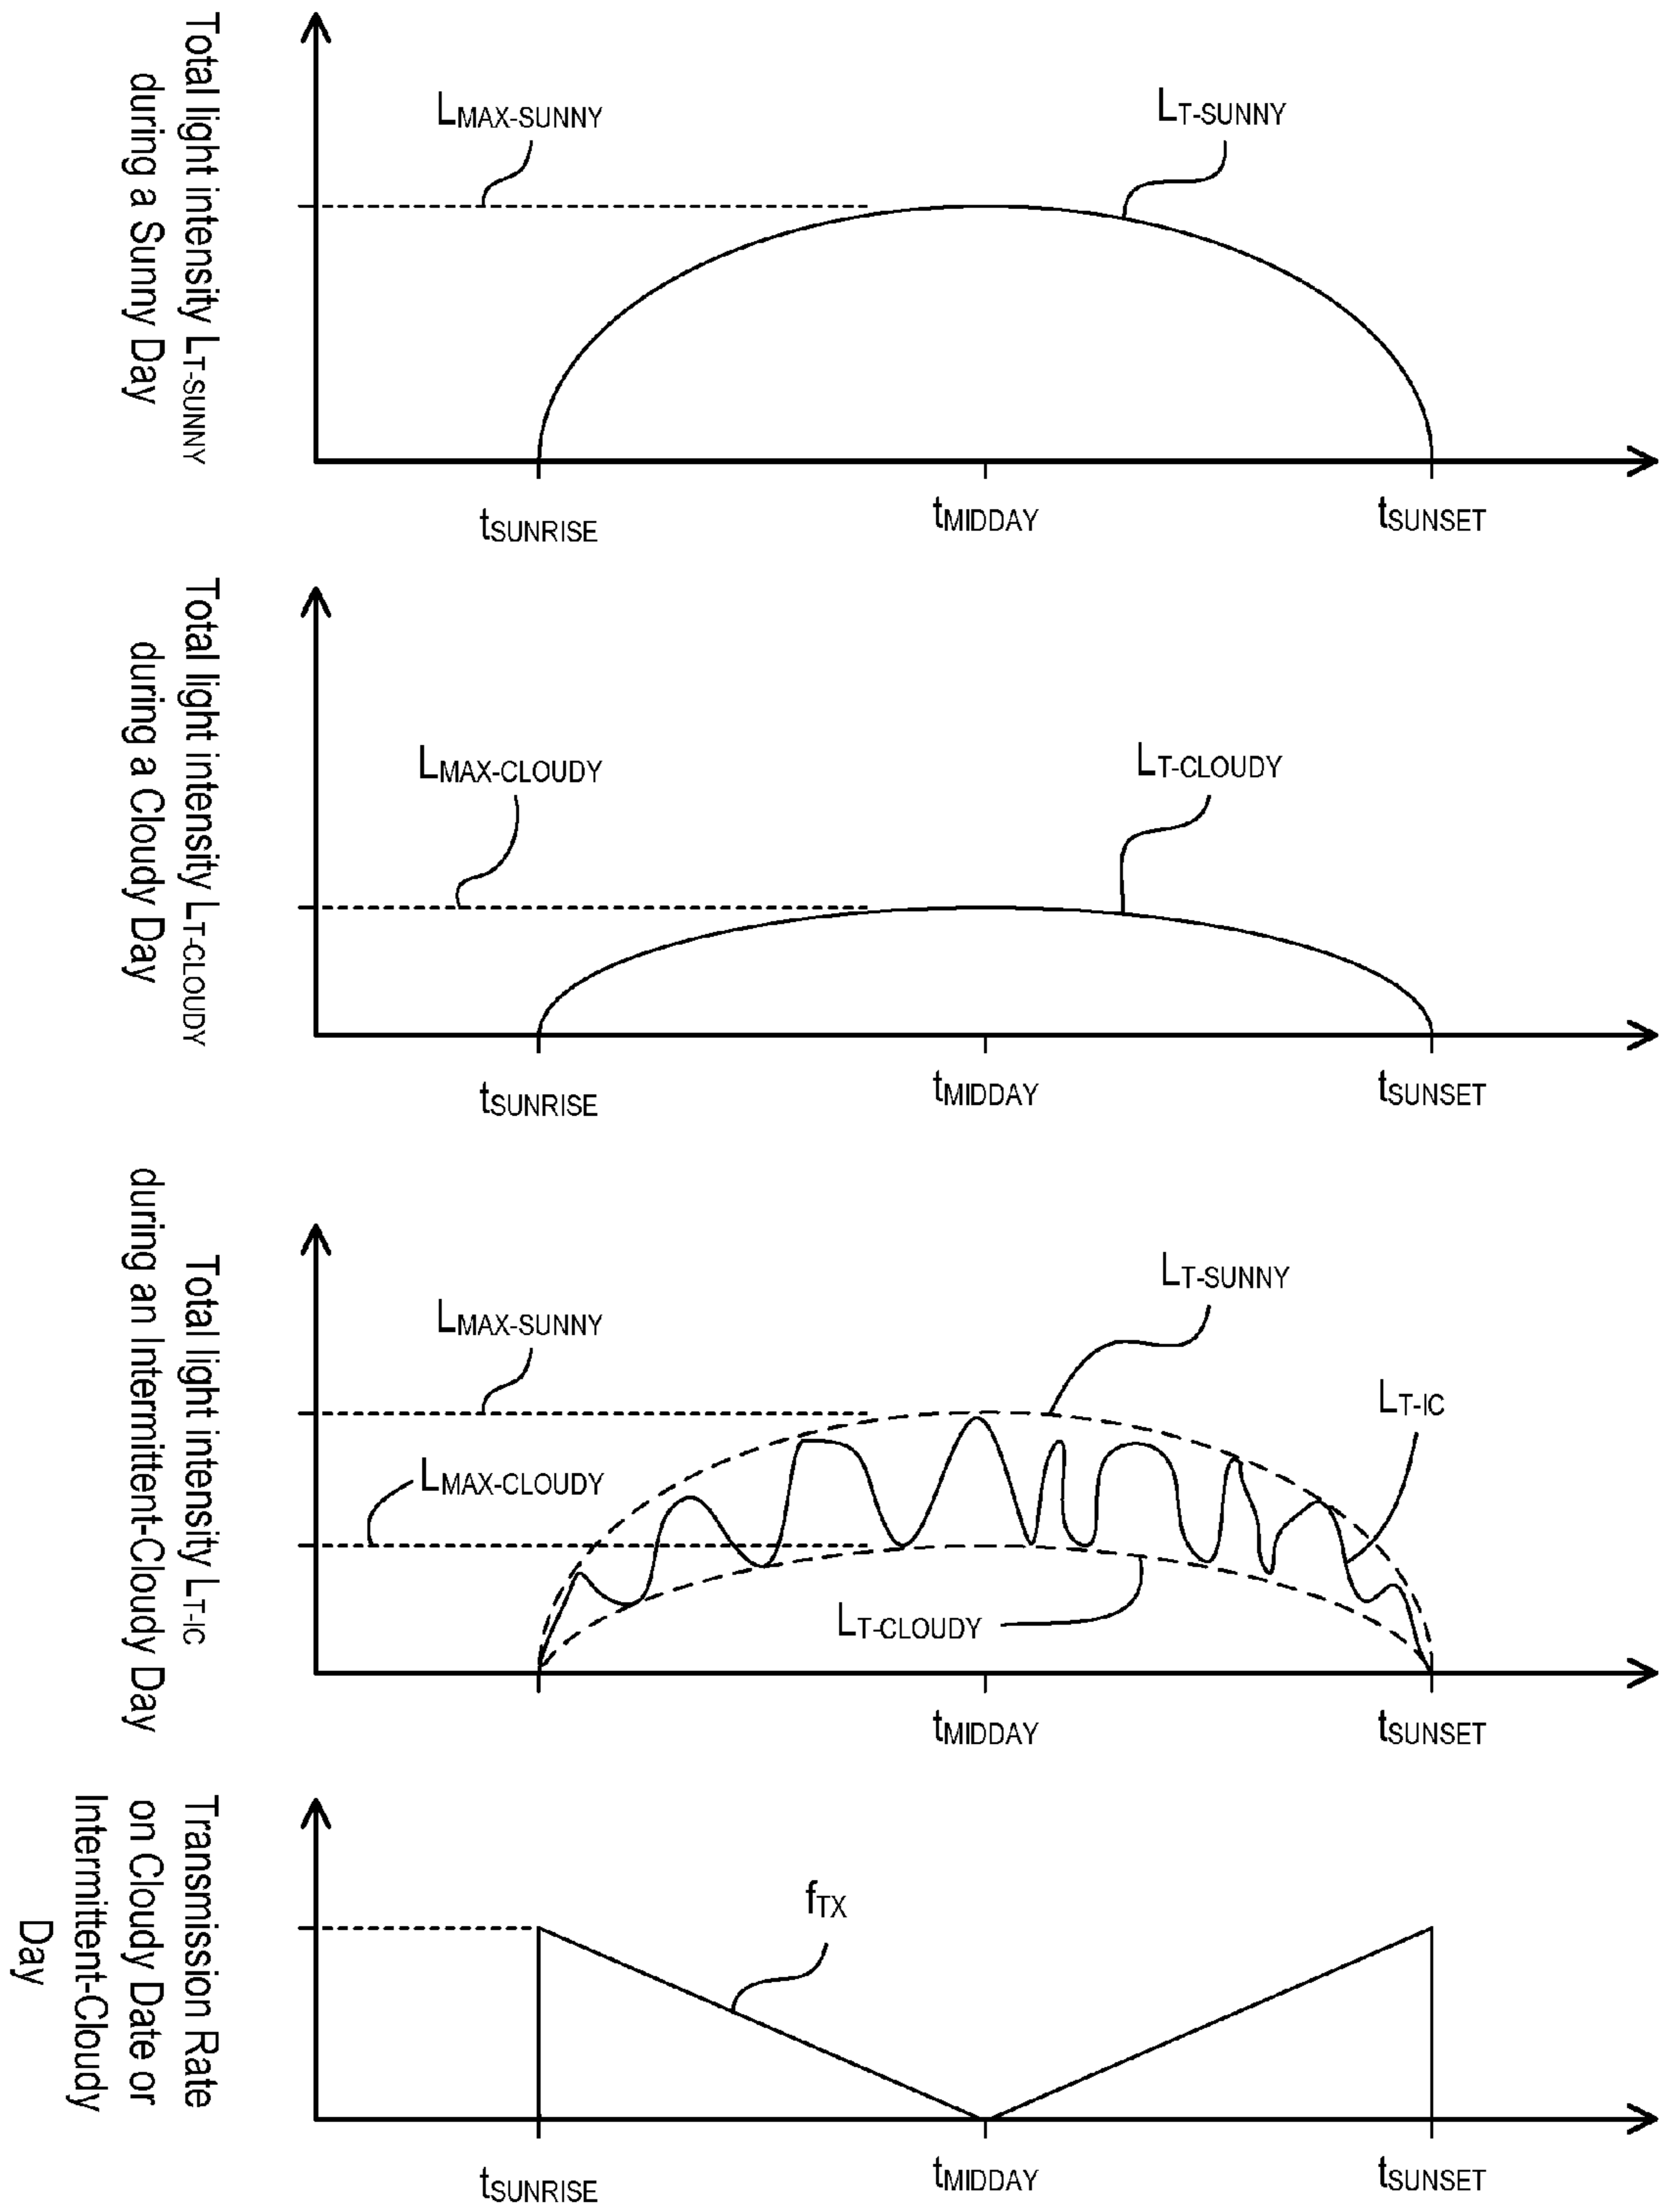 Total light intensity LT-SUNNY
during a Sunny Day
LMAX-SUNNY
LT-SUNNY
tSUNRISE
tMIDDAY
tSUNSET
Total light intensity LT-CLOUDY
during a Cloudy Day
LMAX-CLOUDY
LT-CLOUDY
tSUNRISE
tMIDDAY
tSUNSET
Total light intensity LT-IC
during an Intermittent-Cloudy Day
LMAX-SUNNY
LT-SUNNY
LT-IC
LMAX-CLOUDY
LT-CLOUDY
tMIDDAY
tSUNSET
Transmission Rate
on Cloudy Date or
Intermittent-Cloudy
Day
fTX
tSUNRISE
tMIDDAY
tSUNSET